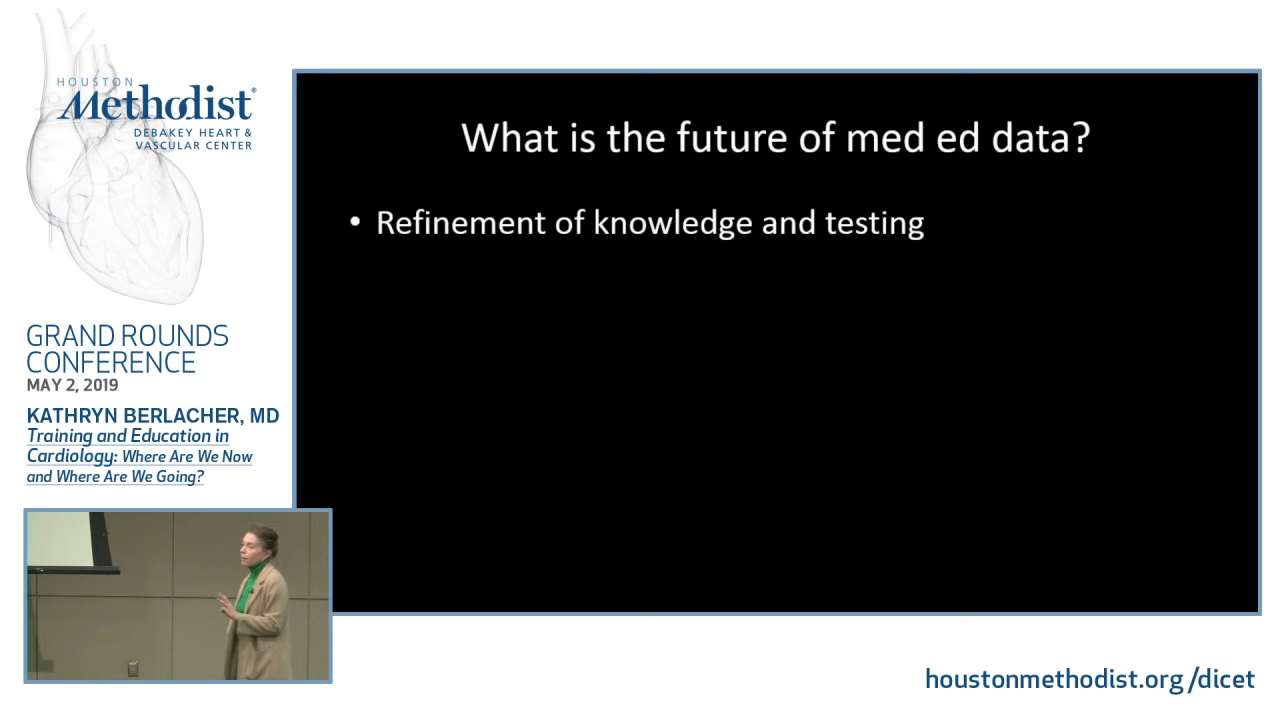 HOUSTON
Methodist®
DEBAKEY HEART &
VASCULAR CENTER
GRAND ROUNDS
CONFERENCE
MAY 2, 2019
KATHRYN BERLACHER, MD
Training and Education in
Cardiology: Where Are We Now
and Where Are We Going?
What is the future of med ed data?
• Refinement of knowledge and testing
houstonmethodist.org/dicet